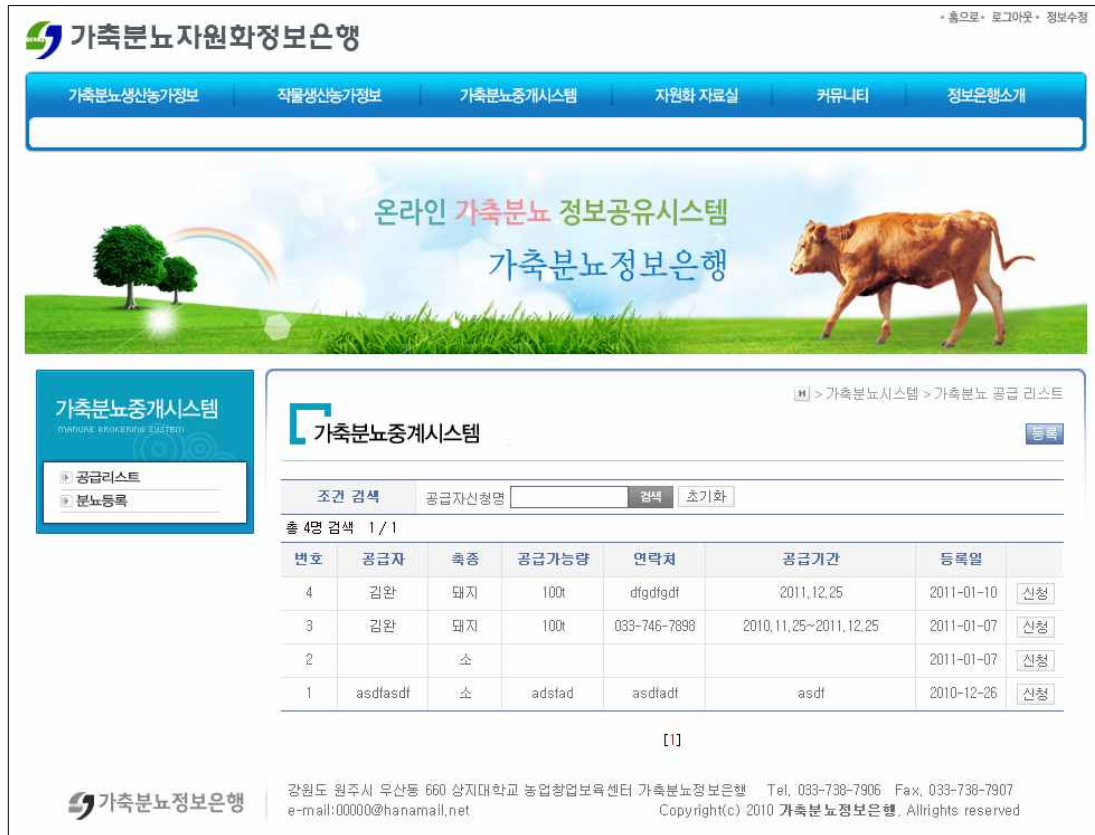 홈으로 로그아웃 정보수정
가축분뇨자원화정보은행
가축분뇨생산농가정보 작물생산농가정보 가축분뇨중개시스템 자원화 자료실 커뮤니티 정보은행소개
온라인 가축분뇨 정보공유시스템
가축분뇨정보은행
가축분뇨중개시스템
MANURE BROKERING SYSTEM
공급리스트
분뇨등록
H > 가축분뇨시스템 > 가축분뇨 공급 리스트
가축분뇨중계시스템
등록
조건 검색 공급자신청명 검색 초기화
총 4명 검색 1 / 1
번호 공급자 축종 공급가능량 연락처 공급기간 등록일
4 김완 돼지 100t dfgdfgdf 2011.12.25 2011-01-10 신청
3 김완 돼지 100t 033-746-7898 2010.11.25~2011.12.25 2011-01-07 신청
2 소 2011-01-07 신청
1 asdfasdf 소 adsfad asdfadf asdf 2010-12-26 신청
[1]
가축분뇨정보은행
강원도 원주시 우산동 660 상지대학교 농업창업보육센터 가축분뇨정보은행 Tel. 033-738-7906 Fax. 033-738-7907
e-mail:00000@hanamall.net Copyright(c) 2010 가축분뇨정보은행. Allrights reserved